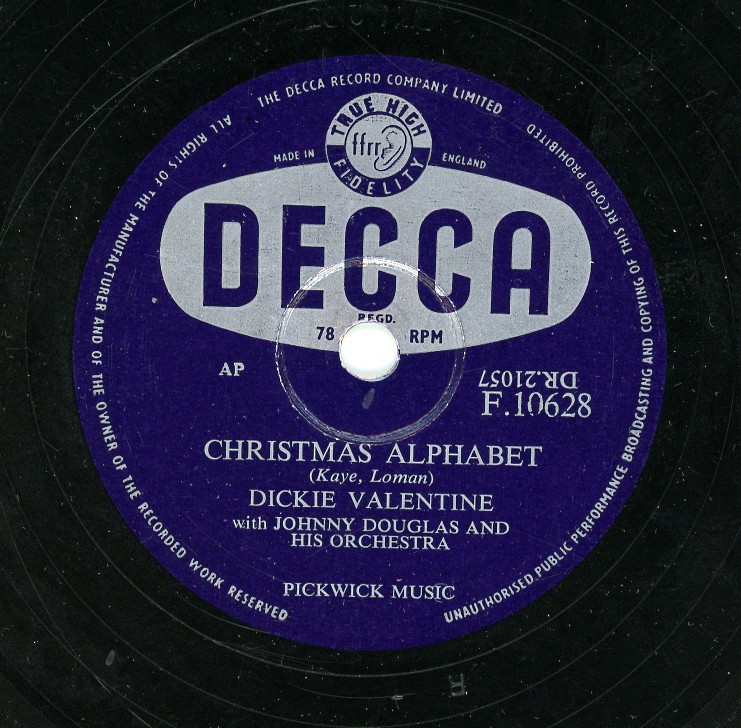 ALL RIGHTS OF THE MANUFACTURER AND OF THE OWNER OF THE RECORDED WORK RESERVED
THE DECCA RECORD COMPANY LIMITED
UNAUTHORISED PUBLIC PERFORMANCE BROADCASTING AND COPYING OF THIS RECORD PROHIBITED
TRUE HIGH
ffrr
FIDELITY
MADE IN ENGLAND
DECCA
REGD.
78 RPM
AP
DR.21057
F.10628
CHRISTMAS ALPHABET
(Kaye, Loman)
DICKIE VALENTINE
with JOHNNY DOUGLAS AND
HIS ORCHESTRA
PICKWICK MUSIC